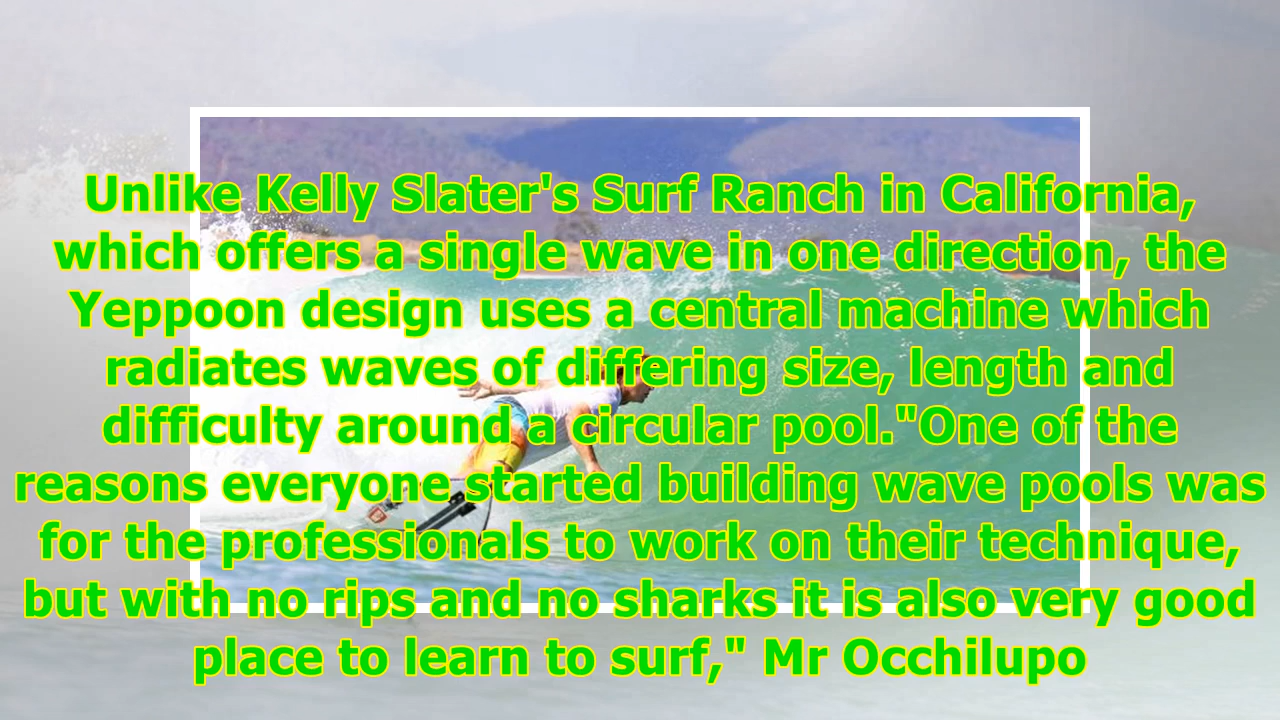 Unlike Kelly Slater's Surf Ranch in California,
which offers a single wave in one direction, the
Yeppoon design uses a central machine which
radiates waves of differing size, length and
difficulty around a circular pool."One of the
reasons everyone started building wave pools was
for the professionals to work on their technique,
but with no rips and no sharks it is also very good
place to learn to surf," Mr Occhilupo